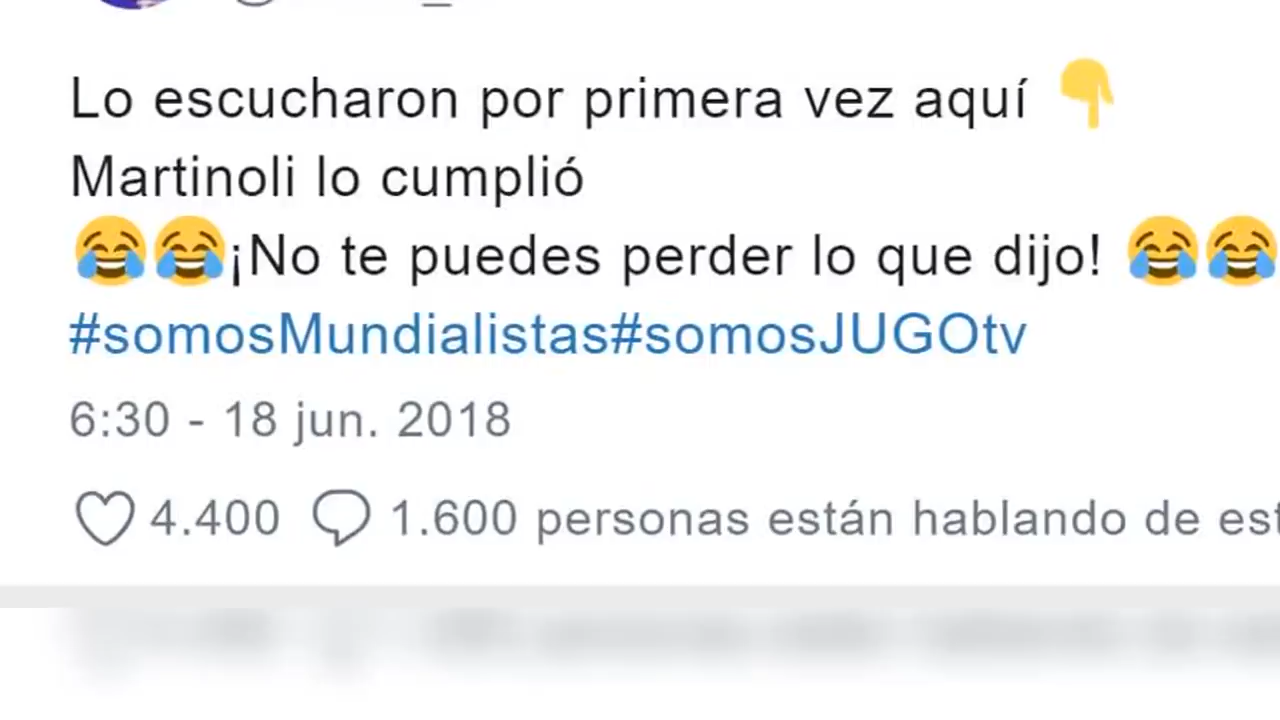 Lo escucharon por primera vez aquí 👇
Martinoli lo cumplió
😂😂¡No te puedes perder lo que dijo! 😂😂
#somosMundialistas#somosJUGOtv
6:30 - 18 jun. 2018
4.400 1.600 personas están hablando de est